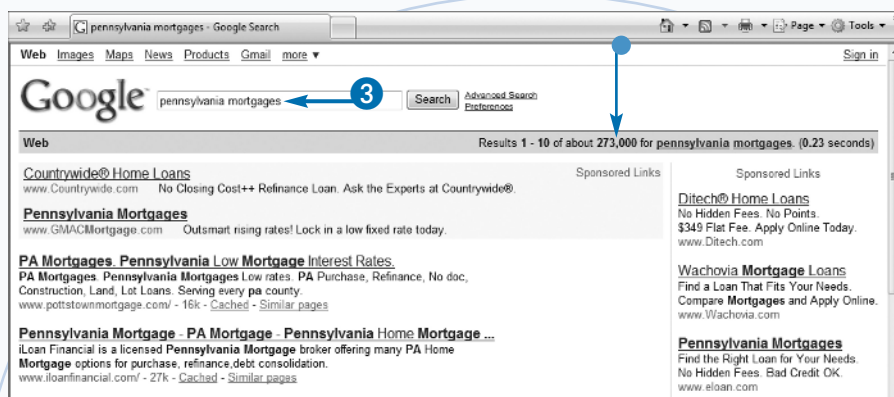 pennsylvania mortgages - Google Search
Page Tools
Web Images Maps News Products Gmail more ▼
Sign in
Google
pennsylvania mortgages
3
Search
Advanced Search
Preferences
Web
Results 1 - 10 of about 273,000 for pennsylvania mortgages. (0.23 seconds)
Countrywide® Home Loans
www.Countrywide.com No Closing Cost++ Refinance Loan. Ask the Experts at Countrywide®.
Sponsored Links
Pennsylvania Mortgages
www.GMACMortgage.com Outsmart rising rates! Lock in a low fixed rate today.
PA Mortgages. Pennsylvania Low Mortgage Interest Rates.
PA Mortgages. Pennsylvania Mortgages Low rates. PA Purchase, Refinance, No doc,
Construction, Land, Lot Loans. Serving every pa county.
www.pottstownmortgage.com/ - 16k - Cached - Similar pages
Pennsylvania Mortgage - PA Mortgage - Pennsylvania Home Mortgage ...
iLoan Financial is a licensed Pennsylvania Mortgage broker offering many PA Home
Mortgage options for purchase, refinance,debt consolidation.
www.iloanfinancial.com/ - 27k - Cached - Similar pages
Sponsored Links
Ditech® Home Loans
No Hidden Fees. No Points.
$349 Flat Fee. Apply Online Today.
www.Ditech.com
Wachovia Mortgage Loans
Find a Loan That Fits Your Needs.
Compare Mortgages and Apply Online.
www.Wachovia.com
Pennsylvania Mortgages
Find the Right Loan for Your Needs.
No Hidden Fees. Bad Credit OK.
www.eloan.com